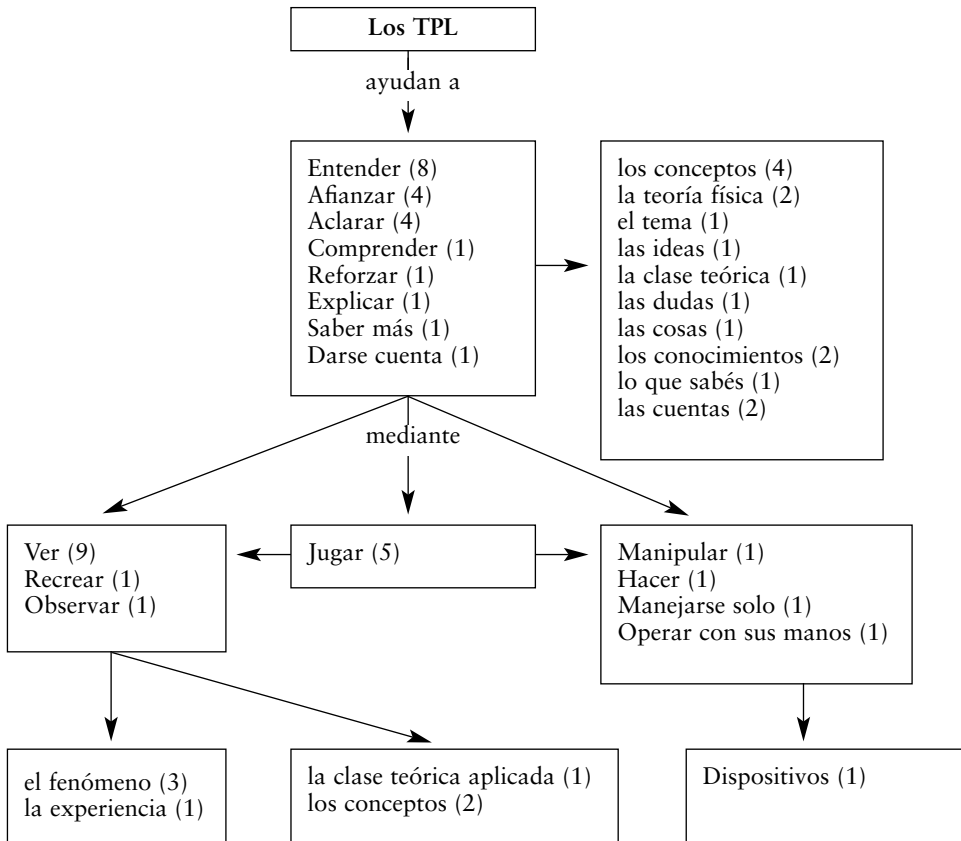 Los TPL
ayudan a
Entender (8)
Afianzar (4)
Aclarar (4)
Comprender (1)
Reforzar (1)
Explicar (1)
Saber más (1)
Darse cuenta (1)
los conceptos (4)
la teoría física (2)
el tema (1)
las ideas (1)
la clase teórica (1)
las dudas (1)
las cosas (1)
los conocimientos (2)
lo que sabés (1)
las cuentas (2)
mediante
Ver (9)
Recrear (1)
Observar (1)
Jugar (5)
Manipular (1)
Hacer (1)
Manejarse solo (1)
Operar con sus manos (1)
el fenómeno (3)
la experiencia (1)
la clase teórica aplicada (1)
los conceptos (2)
Dispositivos (1)